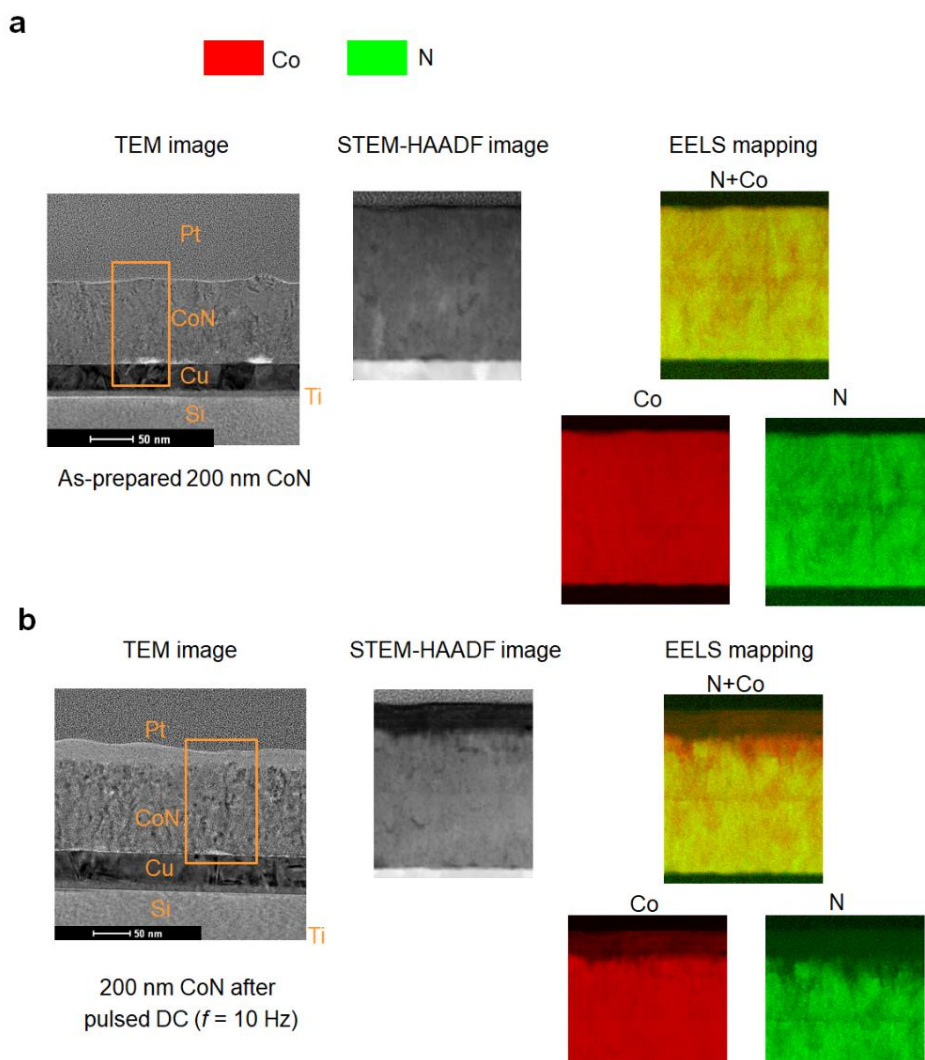 a
Co
N
TEM image
STEM-HAADF image
EELS mapping
N+Co
Pt
CoN
Cu
Ti
Si
50 nm
Co
N
As-prepared 200 nm CoN
b
TEM image
STEM-HAADF image
EELS mapping
N+Co
Pt
CoN
Cu
Si
Ti
50 nm
Co
N
200 nm CoN after
pulsed DC (f = 10 Hz)